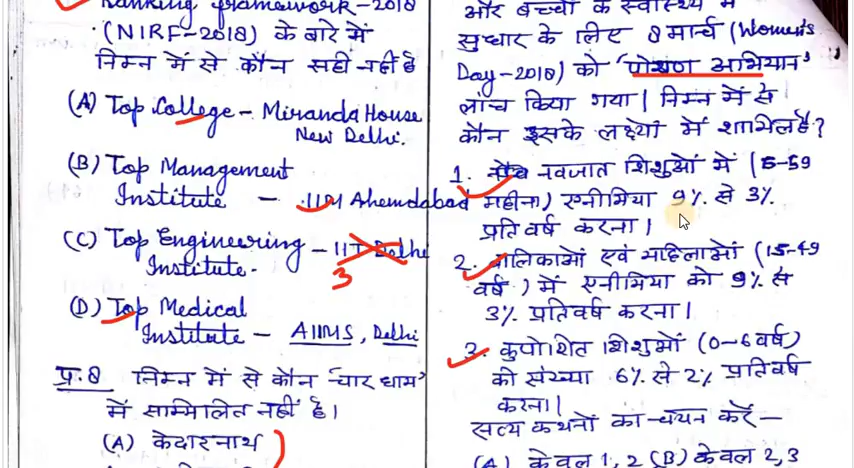 Ranking framework-2018
(NIRF-2018) के बारे में
निम्न में से कौन सही नहीं है
(A) Top College - Miranda House
New Delhi.
(B) Top Management
Institute - IIM Ahemdabad
(C) Top Engineering - IIT Delhi
Institute.
3
(D) Top Medical
Institute - AIIMS, Delhi
प्र.8 निम्न में से कौन 'चार धाम'
में साम्मिलित नहीं है।
(A) केदारनाथ
और बच्चों के स्वास्थ्य में
सुधार के लिए 8 मार्च (Women's
Day-2018) को 'पोषण अभियान'
लांच किया गया। निम्न में से
कौन इसके लक्ष्यों में शामिल है?
1. नवजात शिशुओं में (5-59
महीना) एनीमिया 9% से 3%
प्रतिवर्ष करना।
2. बालिकाओं एवं महिलाओं (15-49
वर्ष) में एनीमिया को 9% से
3% प्रतिवर्ष करना।
3. कुपोशित शिशुओं (0-6 वर्ष)
की संख्या 6% से 2% प्रतिवर्ष
करना।
सत्य कथनों का चयन करें-
(A) केवल 1, 2 (B) केवल 2,3